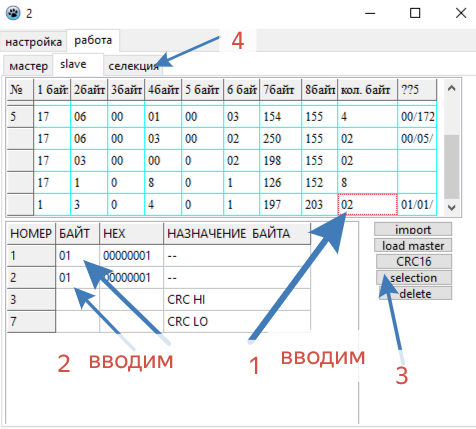 2
настройка работа
4
мастер slave селекция
№ 1 байт 2байт 3байт 4байт 5 байт 6 байт 7байт 8байт кол. байт ??5
5 17 06 00 01 00 03 154 155 4 00/172
17 06 00 03 00 02 250 155 02 00/05/
17 03 00 00 0 02 198 155 02
17 1 0 8 0 1 126 152 8
1 3 0 4 0 1 197 203 02 01/01/
НОМЕР БАЙТ HEX НАЗНАЧЕНИЕ БАЙТА
1 01 00000001 --
2 01 00000001 --
3 CRC HI
7 CRC LO
import
load master
CRC16
selection
delete
2 вводим 1 вводим 3